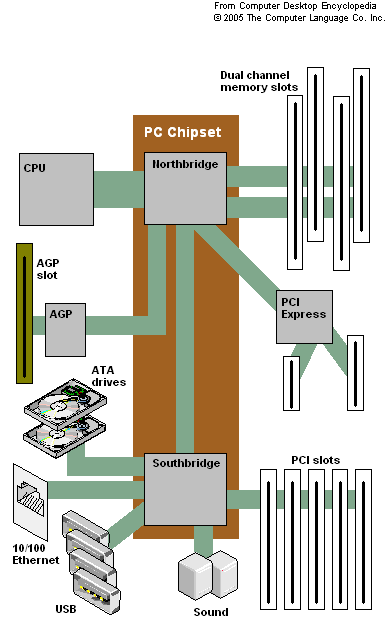 From Computer Desktop Encyclopedia
© 2005 The Computer Language Co. Inc.
Dual channel
memory slots
PC Chipset
Northbridge
CPU
AGP
slot
AGP
PCI
Express
ATA
drives
Southbridge
PCI slots
10/100
Ethernet
USB
Sound